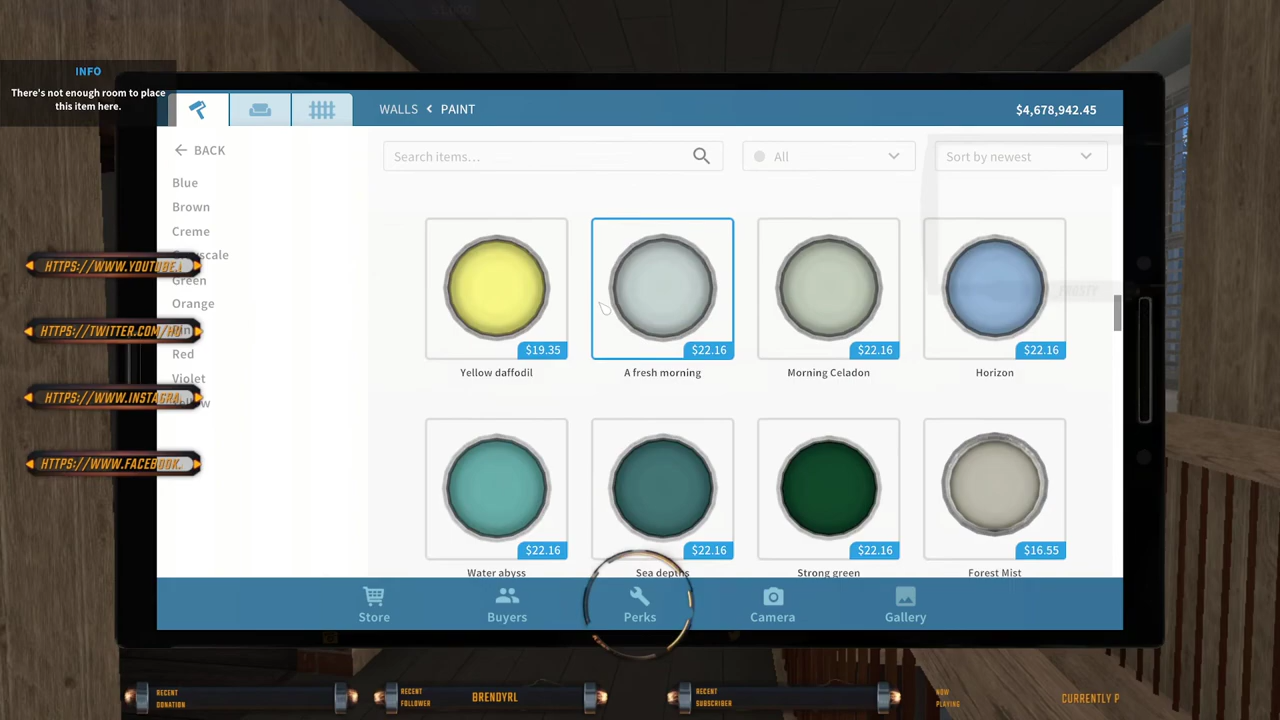 INFO
There's not enough room to place
this item here.
WALLS < PAINT
$4,678,942.45
BACK
Search items...
All
Sort by newest
Blue
Brown
Creme
Green
Orange
Red
Violet
HTTPS://WWW.YOUTUBE.
HTTPS://TWITTER.COM/
HTTPS://WWW.INSTAGRA
HTTPS://WWW.FACEBOOK.
$19.35
$22.16
$22.16
$22.16
Yellow daffodil
A fresh morning
Morning Celadon
Horizon
$22.16
$22.16
$22.16
$16.55
Water abyss
Sea depths
Strong green
Forest Mist
Store
Buyers
Perks
Camera
Gallery
RECENT
DONATION
RECENT
FOLLOWER
BRENDYRL
RECENT
SUBSCRIBER
NOW
PLAYING
CURRENTLY P